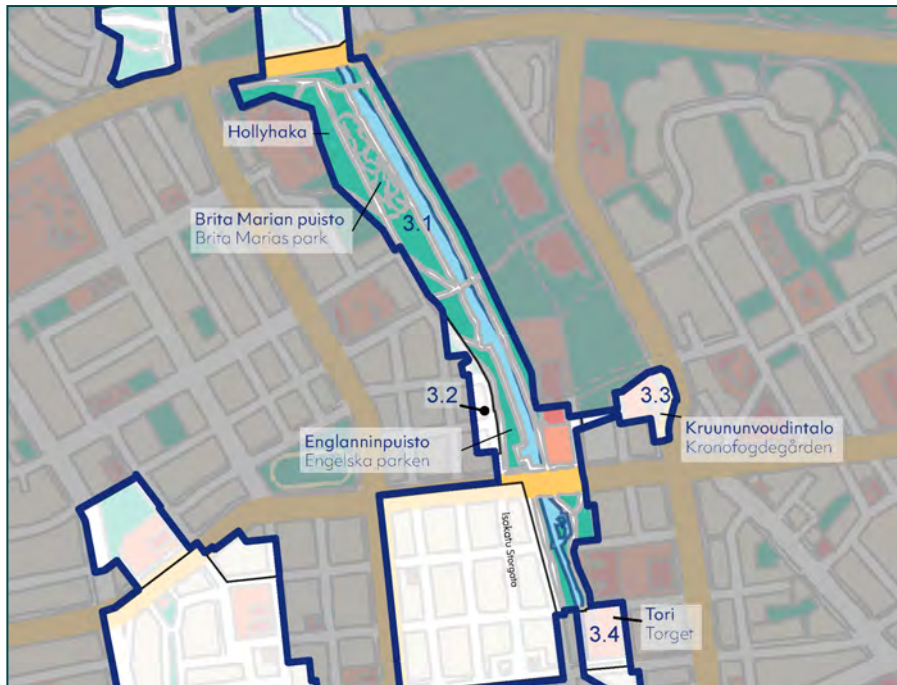 Hollyhaka
Brita Marian puisto
Brita Marias park
3.1
3.2
3.3
Kruununvoudintalo
Kronofogdegården
Englanninpuisto
Engelska parken
Isokatu Storgata
Tori
Torget
3.4